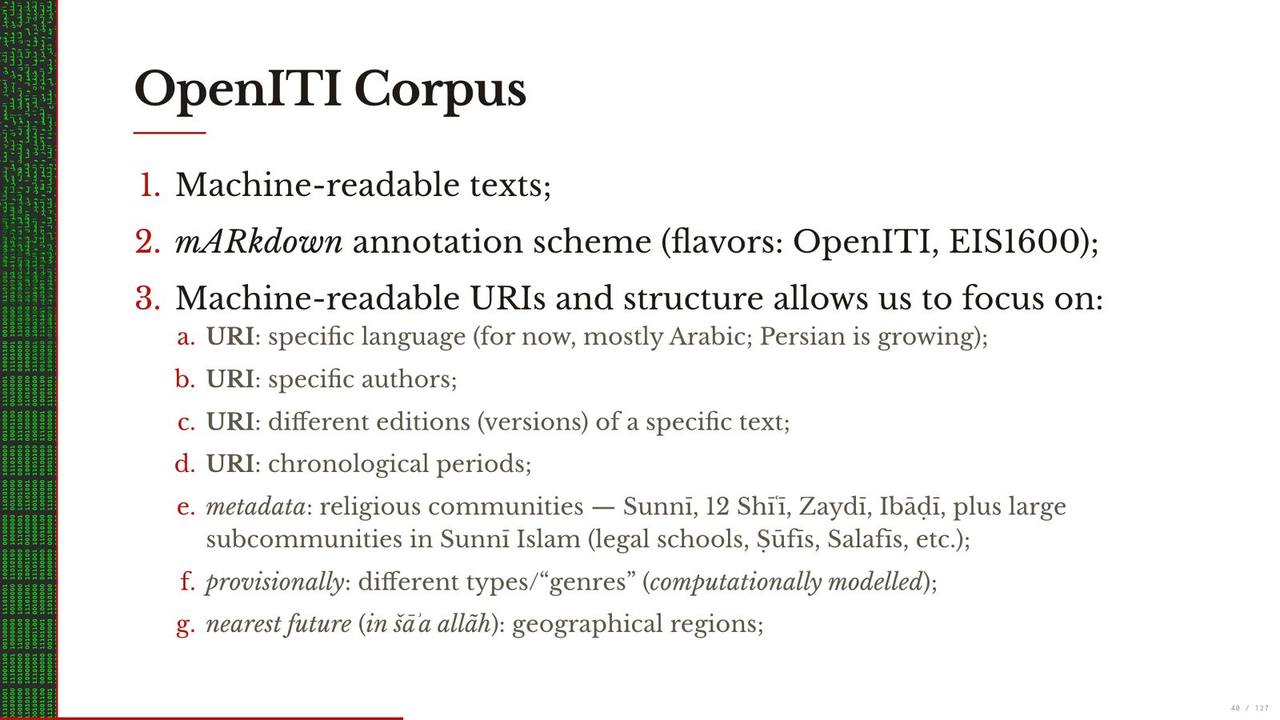 OpenITI Corpus
1. Machine-readable texts;
2. mARkdown annotation scheme (flavors: OpenITI, EIS1600);
3. Machine-readable URIs and structure allows us to focus on:
a. URI: specific language (for now, mostly Arabic; Persian is growing);
b. URI: specific authors;
c. URI: different editions (versions) of a specific text;
d. URI: chronological periods;
e. metadata: religious communities — Sunnī, 12 Shīʿī, Zaydī, Ibāḍī, plus large
subcommunities in Sunnī Islam (legal schools, Ṣūfīs, Salafīs, etc.);
f. provisionally: different types/“genres” (computationally modelled);
g. nearest future (in šāʾa allãh): geographical regions;
40 / 127